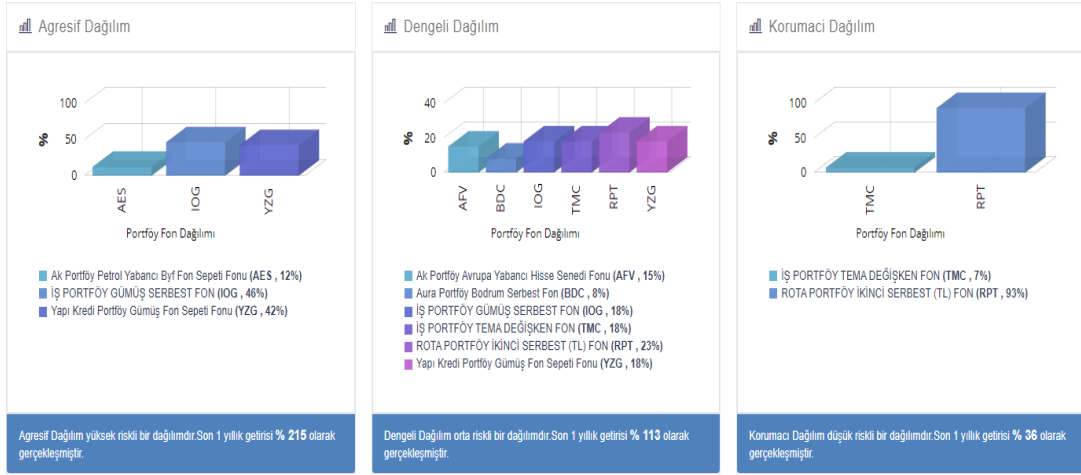 Agresif Dağılım
%
100
50
0
AES
IOG
YZG
Portföy Fon Dağılımı
Ak Portföy Petrol Yabancı Byf Fon Sepeti Fonu (AES , 12%)
İŞ PORTFÖY GÜMÜŞ SERBEST FON (IOG , 46%)
Yapı Kredi Portföy Gümüş Fon Sepeti Fonu (YZG , 42%)
Agresif Dağılım yüksek riskli bir dağılımdır.Son 1 yıllık getirisi % 215 olarak
gerçekleşmiştir.
Dengeli Dağılım
%
40
20
0
AFV
BDC
IOG
TMC
RPT
YZG
Portföy Fon Dağılımı
Ak Portföy Avrupa Yabancı Hisse Senedi Fonu (AFV , 15%)
Aura Portföy Bodrum Serbest Fon (BDC , 8%)
İŞ PORTFÖY GÜMÜŞ SERBEST FON (IOG , 18%)
İŞ PORTFÖY TEMA DEĞİŞKEN FON (TMC , 18%)
ROTA PORTFÖY İKİNCİ SERBEST (TL) FON (RPT , 23%)
Yapı Kredi Portföy Gümüş Fon Sepeti Fonu (YZG , 18%)
Dengeli Dağılım orta riskli bir dağılımdır.Son 1 yıllık getirisi % 113 olarak
gerçekleşmiştir.
Korumaci Dağılım
%
100
50
0
TMC
RPT
Portföy Fon Dağılımı
İŞ PORTFÖY TEMA DEĞİŞKEN FON (TMC , 7%)
ROTA PORTFÖY İKİNCİ SERBEST (TL) FON (RPT , 93%)
Korumacı Dağılım düşük riskli bir dağılımdır.Son 1 yıllık getirisi % 36 olarak
gerçekleşmiştir.